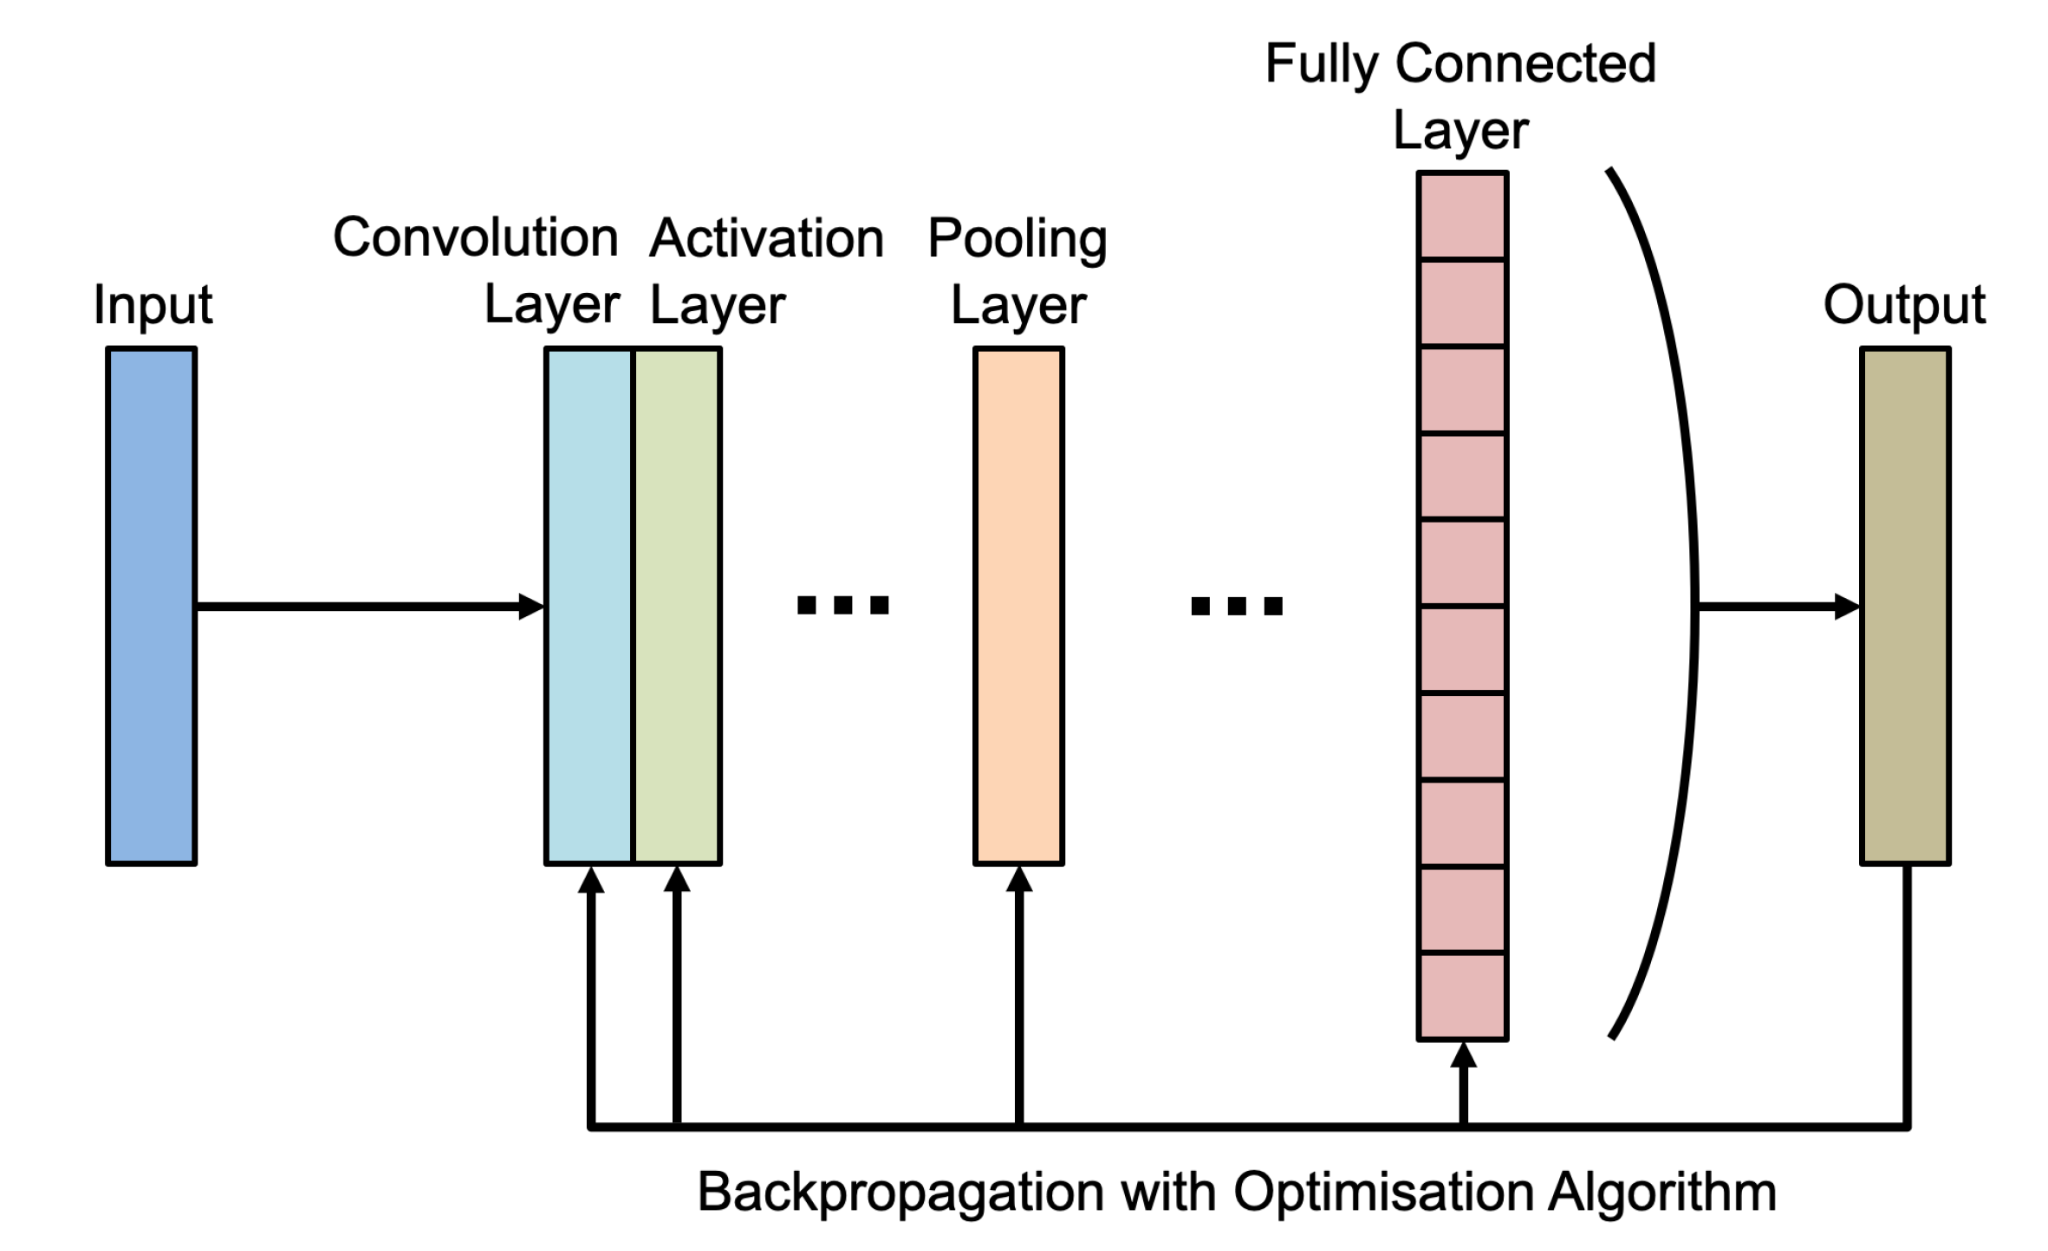 Fully Connected
Layer
Convolution
Layer
Activation
Layer
Pooling
Layer
Input
Output
Backpropagation with Optimisation Algorithm